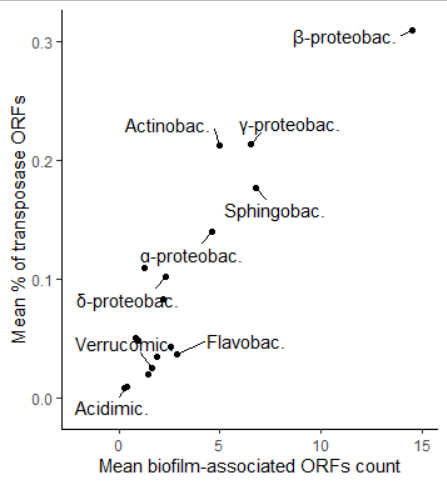 β-proteobac.
0.3
Actinobac.
γ-proteobac.
0.2
Sphingobac.
α-proteobac.
0.1
δ-proteobac.
Verrucomic.
Flavobac.
0.0
Acidimic.
0
5
10
15
Mean % of transposase ORFs
Mean biofilm-associated ORFs count